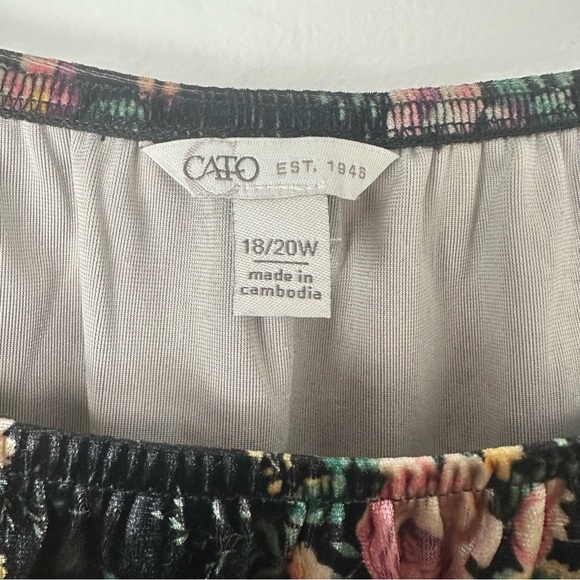 CATO EST. 1946
18/20W
made in
cambodia